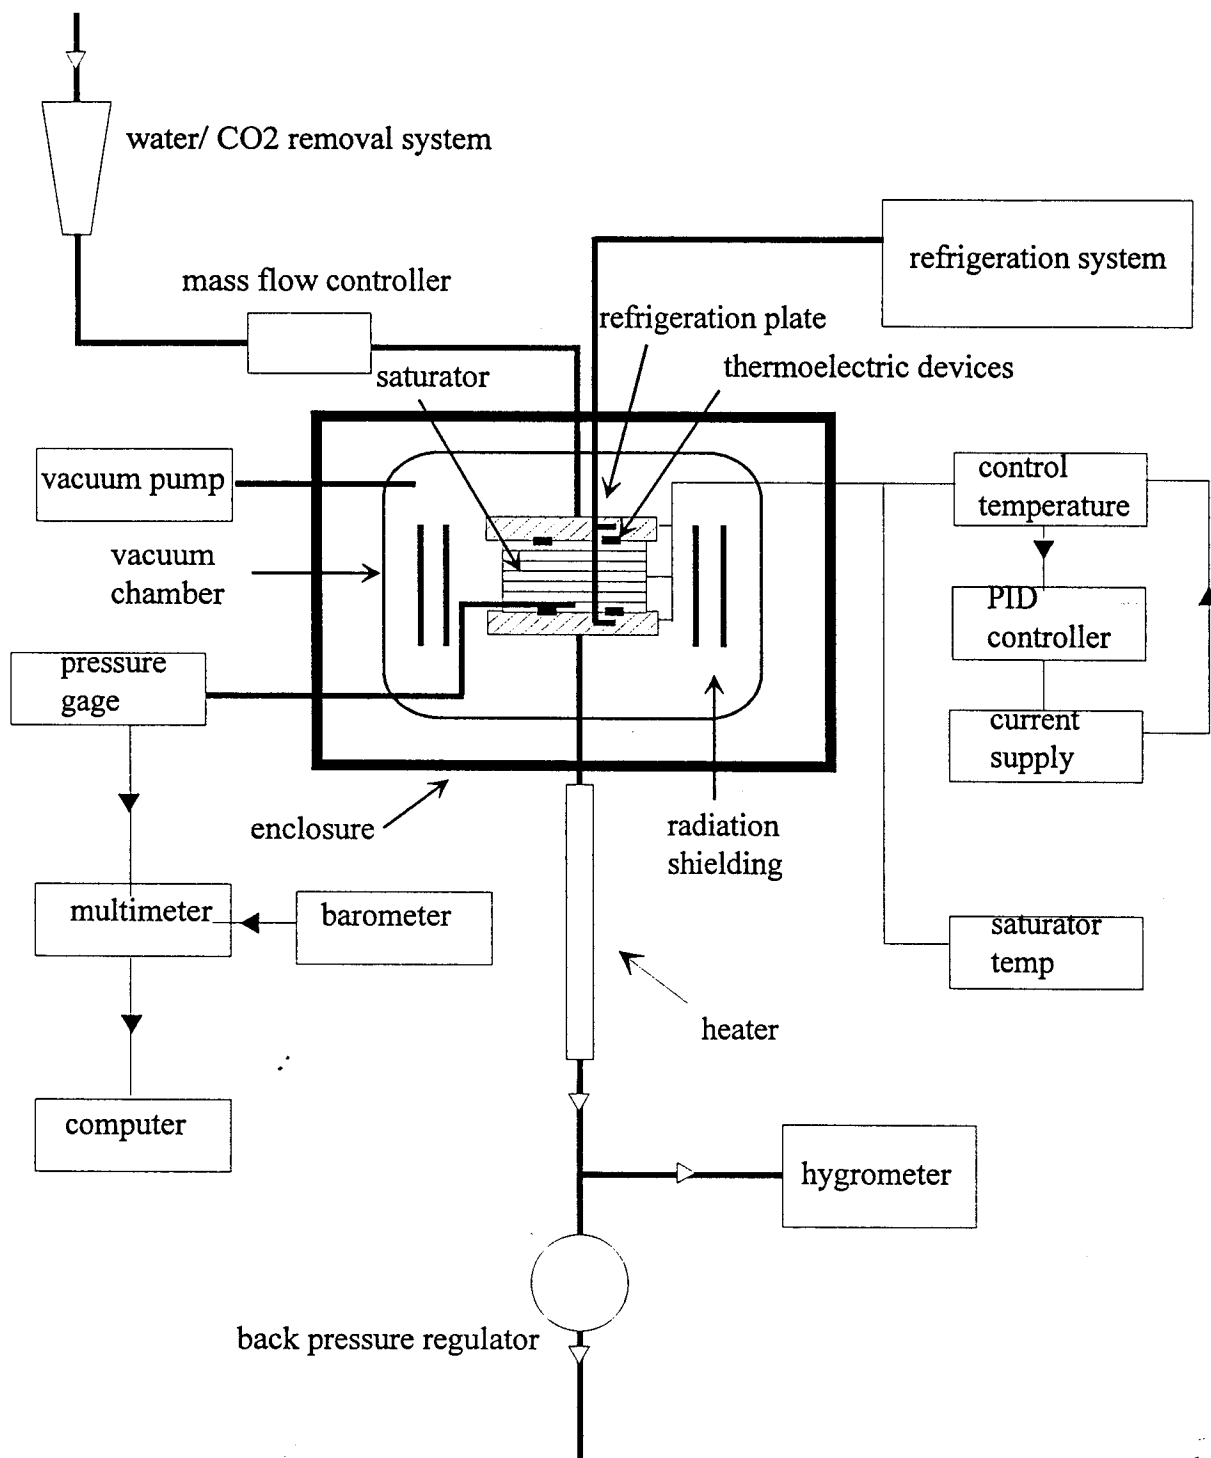 water/ CO2 removal system
refrigeration system
mass flow controller
refrigeration plate
thermoelectric devices
saturator
vacuum pump
control
temperature
vacuum
chamber
PID
controller
pressure
gage
current
supply
enclosure
radiation
shielding
multimeter
barometer
saturator
temp
heater
computer
hygrometer
back pressure regulator